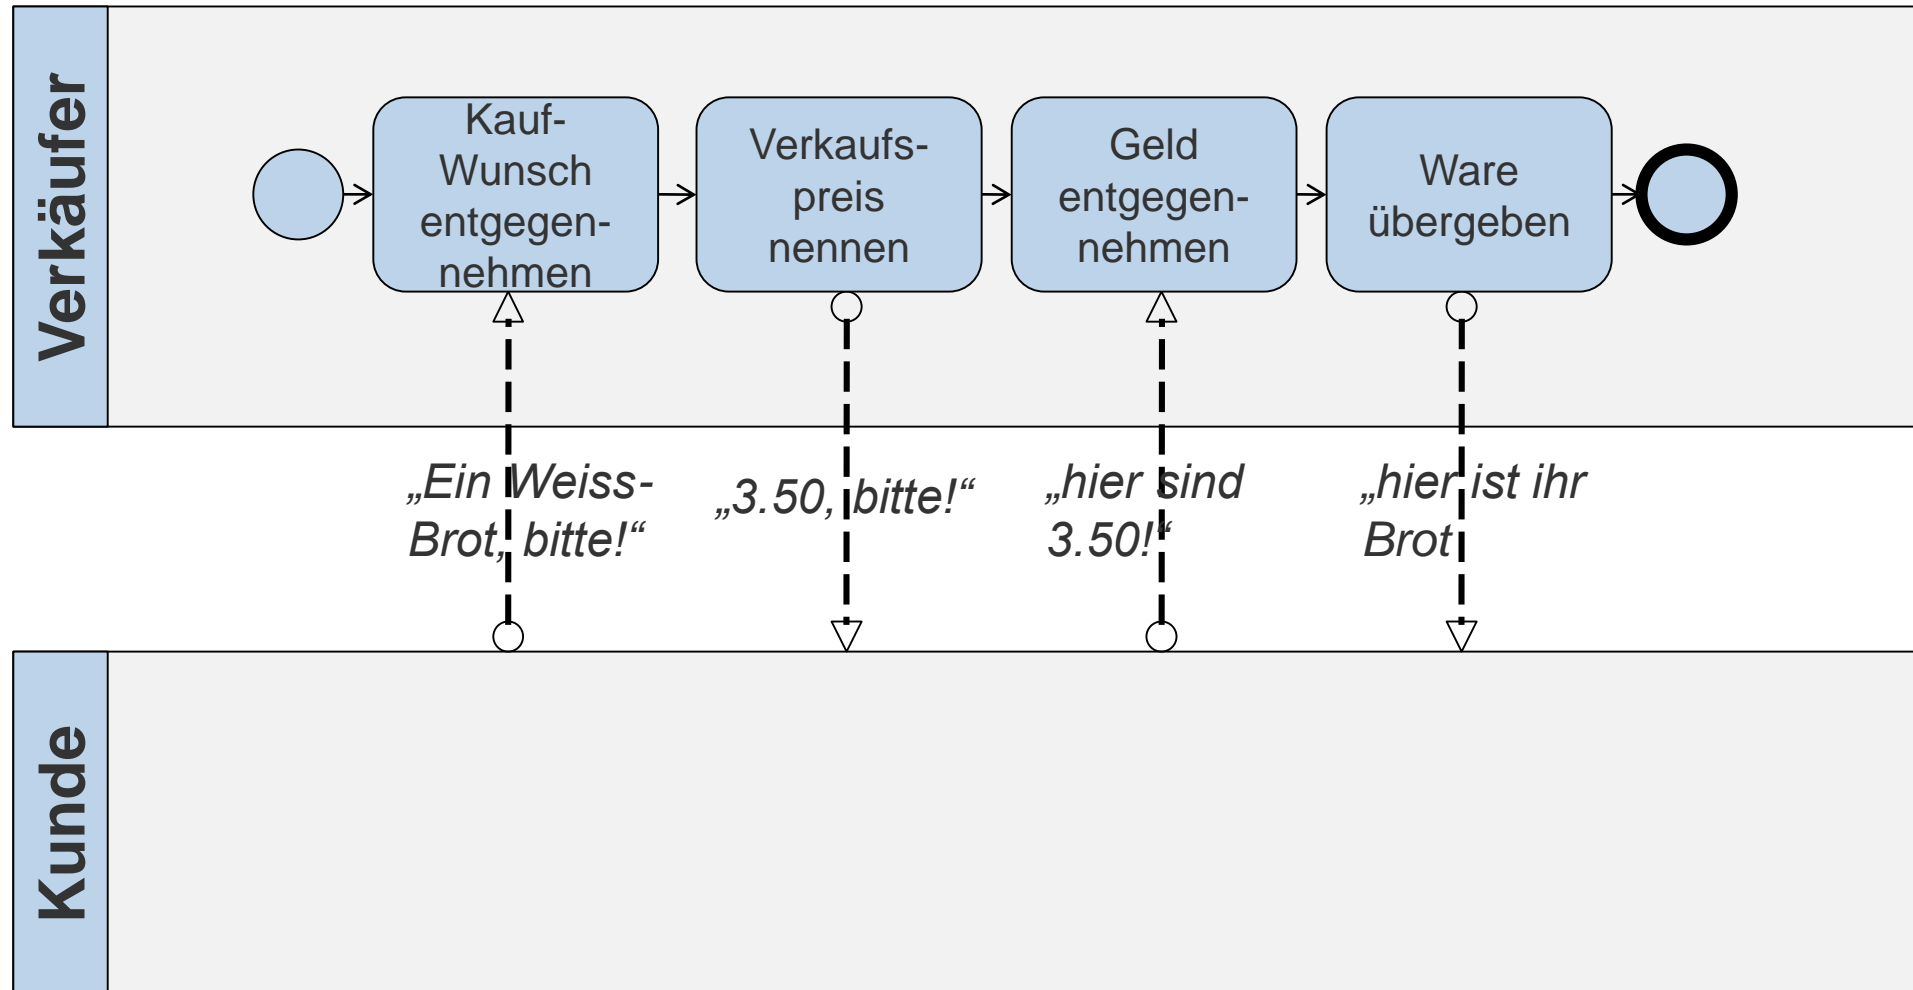 Verkäufer
Kauf-
Wunsch
entgegen-
nehmen
Verkaufs-
preis
nennen
Geld
entgegen-
nehmen
Ware
übergeben
„Ein Weiss-
Brot, bitte!“
„3.50, bitte!“
„hier sind
3.50!“
„hier ist ihr
Brot
Kunde